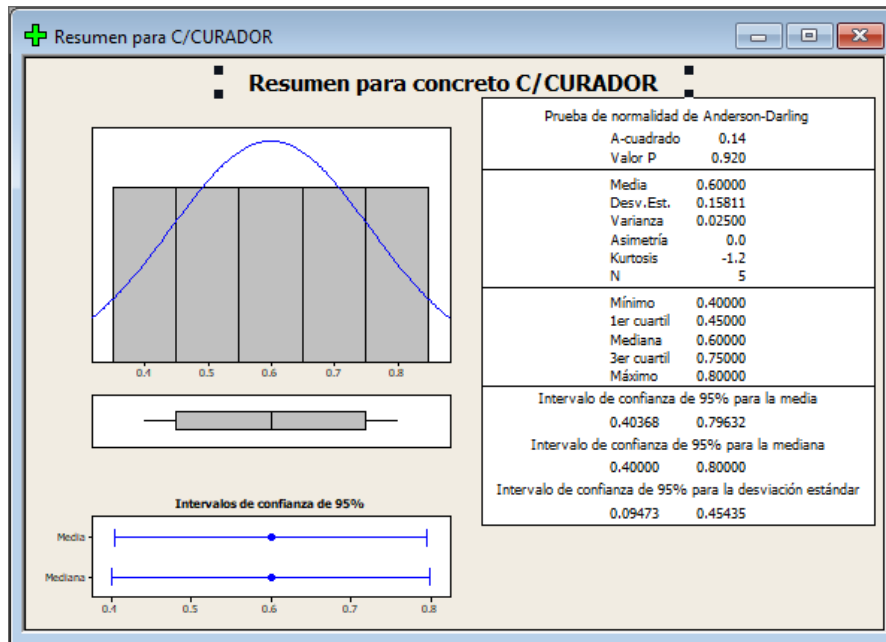 Resumen para C/CURADOR
Resumen para concreto C/CURADOR
0.4 0.5 0.6 0.7 0.8
Intervalos de confianza de 95%
Media
Mediana
0.4 0.5 0.6 0.7 0.8
Prueba de normalidad de Anderson-Darling
A-cuadrado 0.14
Valor P 0.920
Media 0.60000
Desv.Est. 0.15811
Varianza 0.02500
Asimetría 0.0
Kurtosis -1.2
N 5
Mínimo 0.40000
1er cuartil 0.45000
Mediana 0.60000
3er cuartil 0.75000
Máximo 0.80000
Intervalo de confianza de 95% para la media
0.40368 0.79632
Intervalo de confianza de 95% para la mediana
0.40000 0.80000
Intervalo de confianza de 95% para la desviación estándar
0.09473 0.45435